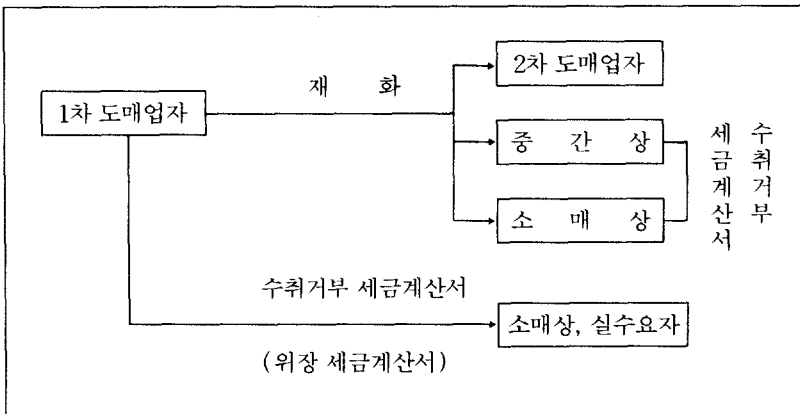 2차 도매업자
재 화
1차 도매업자
중 간 상
소 매 상
세금계산서
수취거부
수취거부 세금계산서
소매상, 실수요자
(위장 세금계산서)